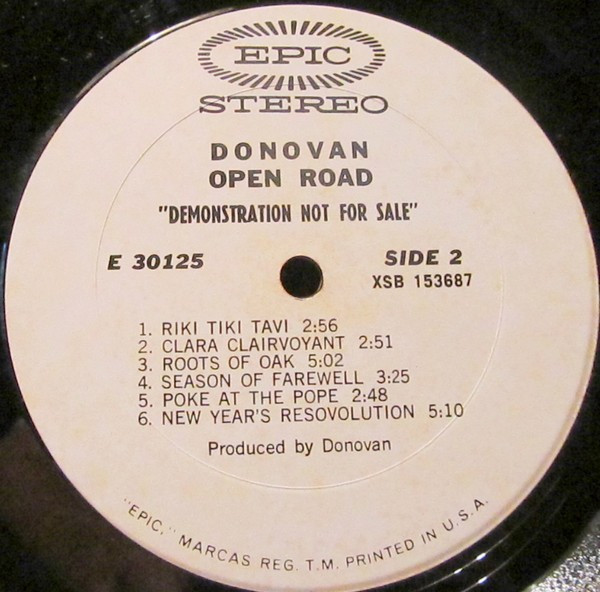 EPIC
STEREO
DONOVAN
OPEN ROAD
"DEMONSTRATION NOT FOR SALE"
E 30125
SIDE 2
XSB 153687
1. RIKI TIKI TAVI 2:56
2. CLARA CLAIRVOYANT 2:51
3. ROOTS OF OAK 5:02
4. SEASON OF FAREWELL 3:25
5. POKE AT THE POPE 2:48
6. NEW YEAR'S RESOVOLUTION 5:10
Produced by Donovan
"EPIC," MARCAS REG. T.M. PRINTED IN U.S.A.